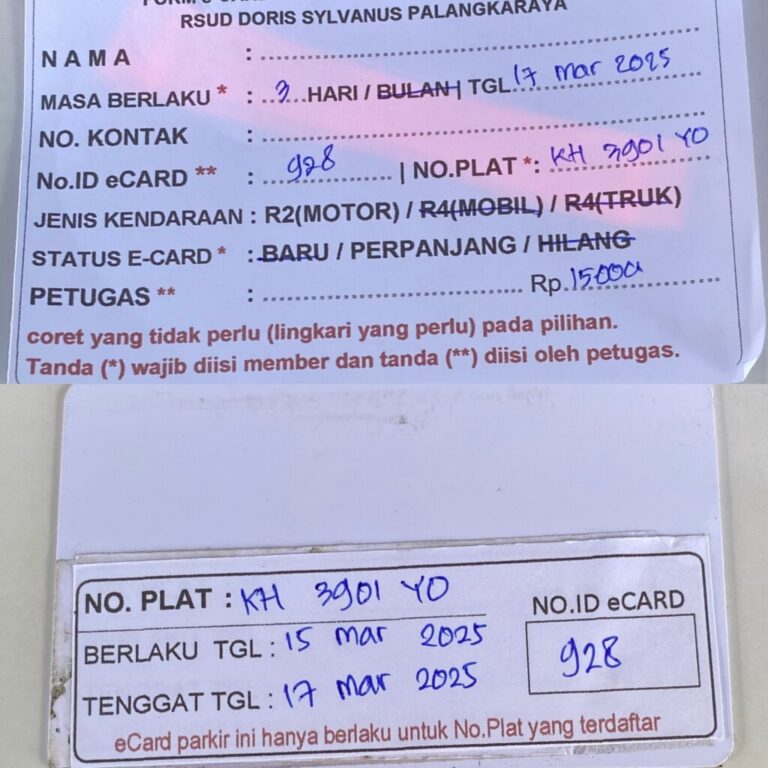 RSUD DORIS SYLVANUS PALANGKARAYA
NAMA : ........................................
MASA BERLAKU * : ..3...HARI / BULAN | TGL.17 mar 2025
NO. KONTAK : ........................................
No.ID eCARD ** : 928 | NO.PLAT *: KH 3901 YO
JENIS KENDARAAN : R2(MOTOR) / R4(MOBIL) / R4(TRUK)
STATUS E-CARD * : BARU / PERPANJANG / HILANG
PETUGAS ** : ........................................ Rp.15000
coret yang tidak perlu (lingkari yang perlu) pada pilihan.
Tanda (*) wajib diisi member dan tanda (**) diisi oleh petugas.
NO. PLAT : KH 3901 YO
NO.ID eCARD
BERLAKU TGL : 15 mar 2025
928
TENGGAT TGL : 17 mar 2025
eCard parkir ini hanya berlaku untuk No.Plat yang terdaftar